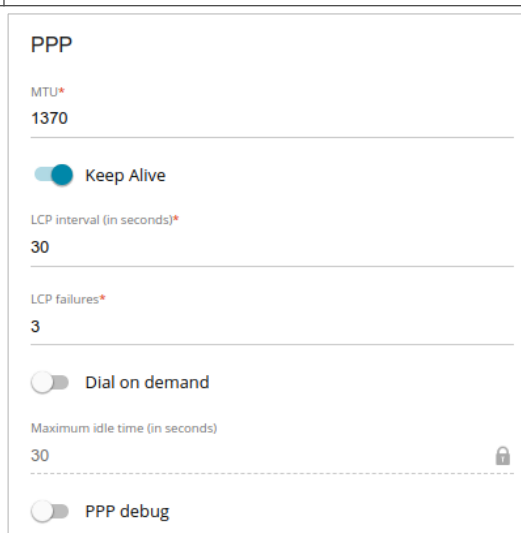 PPP
MTU*
1370
Keep Alive
LCP interval (in seconds)*
30
LCP failures*
3
Dial on demand
Maximum idle time (in seconds)
30
PPP debug